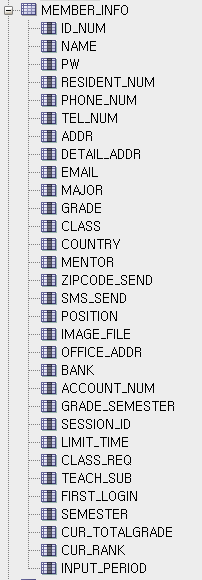 MEMBER_INFO
ID_NUM
NAME
PW
RESIDENT_NUM
PHONE_NUM
TEL_NUM
ADDR
DETAIL_ADDR
EMAIL
MAJOR
GRADE
CLASS
COUNTRY
MENTOR
ZIPCODE_SEND
SMS_SEND
POSITION
IMAGE_FILE
OFFICE_ADDR
BANK
ACCOUNT_NUM
GRADE_SEMESTER
SESSION_ID
LIMIT_TIME
CLASS_REQ
TEACH_SUB
FIRST_LOGIN
SEMESTER
CUR_TOTALGRADE
CUR_RANK
INPUT_PERIOD